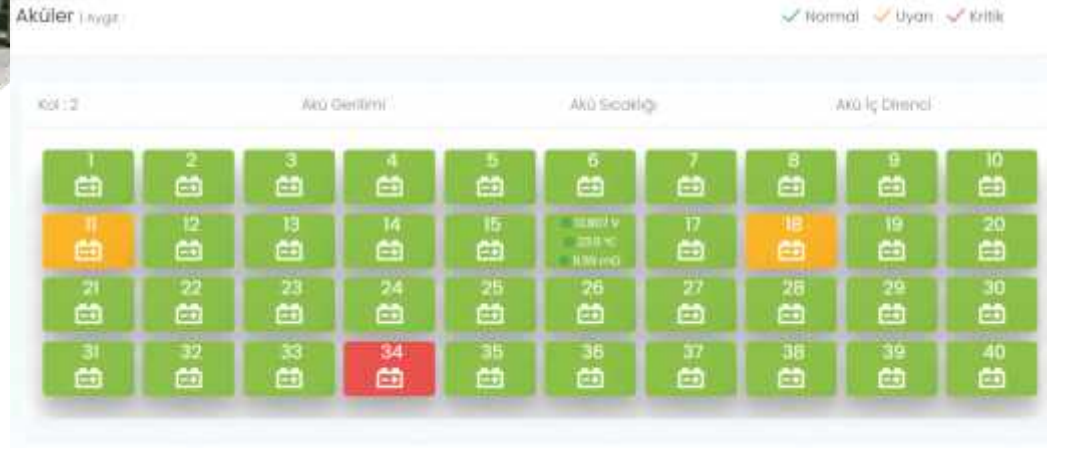 Aküler | Aygıt :
Normal Uyarı Kritik
Kol : 2 Akü Gerilimi Akü Sıcaklığı Akü İç Direnci
1 2 3 4 5 6 7 8 9 10
11 12 13 14 15 17 18 19 20
21 22 23 24 25 26 27 28 29 30
31 32 33 34 35 36 37 38 39 40